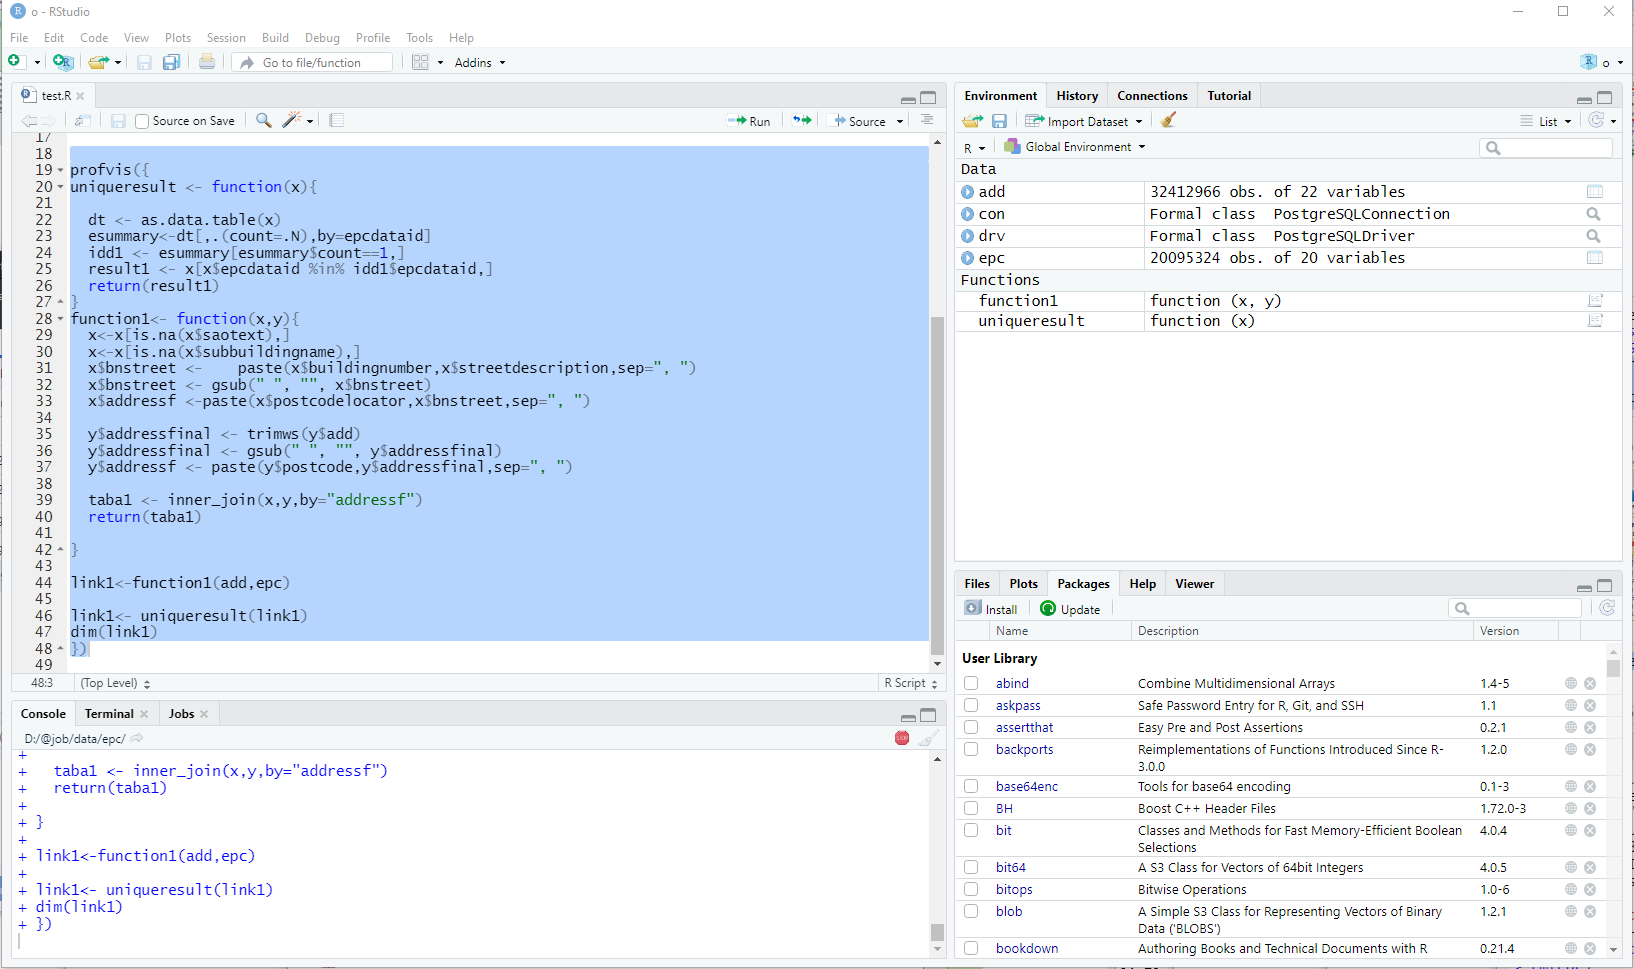 o - RStudio
File Edit Code View Plots Session Build Debug Profile Tools Help
Go to file/function Addins o
test.R
Source on Save Run Source
17
18
19 profvis({
20 uniqueresult <- function(x){
21
22 dt <- as.data.table(x)
23 esummary<-dt[,.(count=.N),by=epcdataid]
24 idd1 <- esummary[esummary$count==1,]
25 result1 <- x[x$epcdataid %in% idd1$epcdataid,]
26 return(result1)
27 }
28 function1<- function(x,y){
29 x<-x[is.na(x$saotext),]
30 x<-x[is.na(x$subbuildingname),]
31 x$bnstreet <- paste(x$buildingnumber,x$streetdescription,sep=", ")
32 x$bnstreet <- gsub(" ", "", x$bnstreet)
33 x$addressf <-paste(x$postcodelocator,x$bnstreet,sep=", ")
34
35 y$addressfinal <- trimws(y$add)
36 y$addressfinal <- gsub(" ", "", y$addressfinal)
37 y$addressf <- paste(y$postcode,y$addressfinal,sep=", ")
38
39 taba1 <- inner_join(x,y,by="addressf")
40 return(taba1)
41
42 }
43
44 link1<-function1(add,epc)
45
46 link1<- uniqueresult(link1)
47 dim(link1)
48 })
49
48:3 (Top Level) R Script
Console Terminal Jobs
D:/@job/data/epc/ STOP
+
+ taba1 <- inner_join(x,y,by="addressf")
+ return(taba1)
+
+ }
+
+ link1<-function1(add,epc)
+
+ link1<- uniqueresult(link1)
+ dim(link1)
+ })
Environment History Connections Tutorial
Import Dataset List
R Global Environment
Data
add 32412966 obs. of 22 variables
con Formal class PostgreSQLConnection
drv Formal class PostgreSQLDriver
epc 20095324 obs. of 20 variables
Functions
function1 function (x, y)
uniqueresult function (x)
Files Plots Packages Help Viewer
Install Update
Name Description Version
User Library
abind Combine Multidimensional Arrays 1.4-5
askpass Safe Password Entry for R, Git, and SSH 1.1
assertthat Easy Pre and Post Assertions 0.2.1
backports Reimplementations of Functions Introduced Since R- 1.2.0
3.0.0
base64enc Tools for base64 encoding 0.1-3
BH Boost C++ Header Files 1.72.0-3
bit Classes and Methods for Fast Memory-Efficient Boolean 4.0.4
Selections
bit64 A S3 Class for Vectors of 64bit Integers 4.0.5
bitops Bitwise Operations 1.0-6
blob A Simple S3 Class for Representing Vectors of Binary 1.2.1
Data ('BLOBS')
bookdown Authoring Books and Technical Documents with R 0.21.4